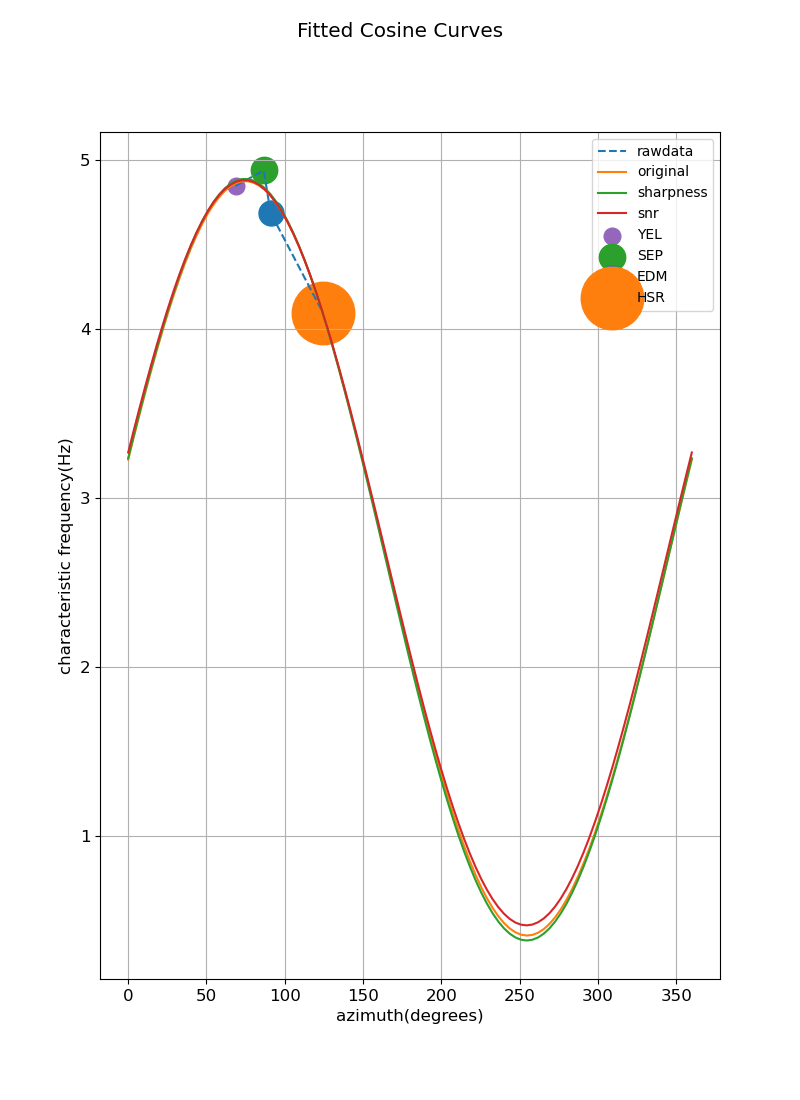 Fitted Cosine Curves
rawdata
original
sharpness
snr
YEL
SEP
EDM
HSR
5
4
3
2
1
characteristic frequency(Hz)
0 50 100 150 200 250 300 350
azimuth(degrees)